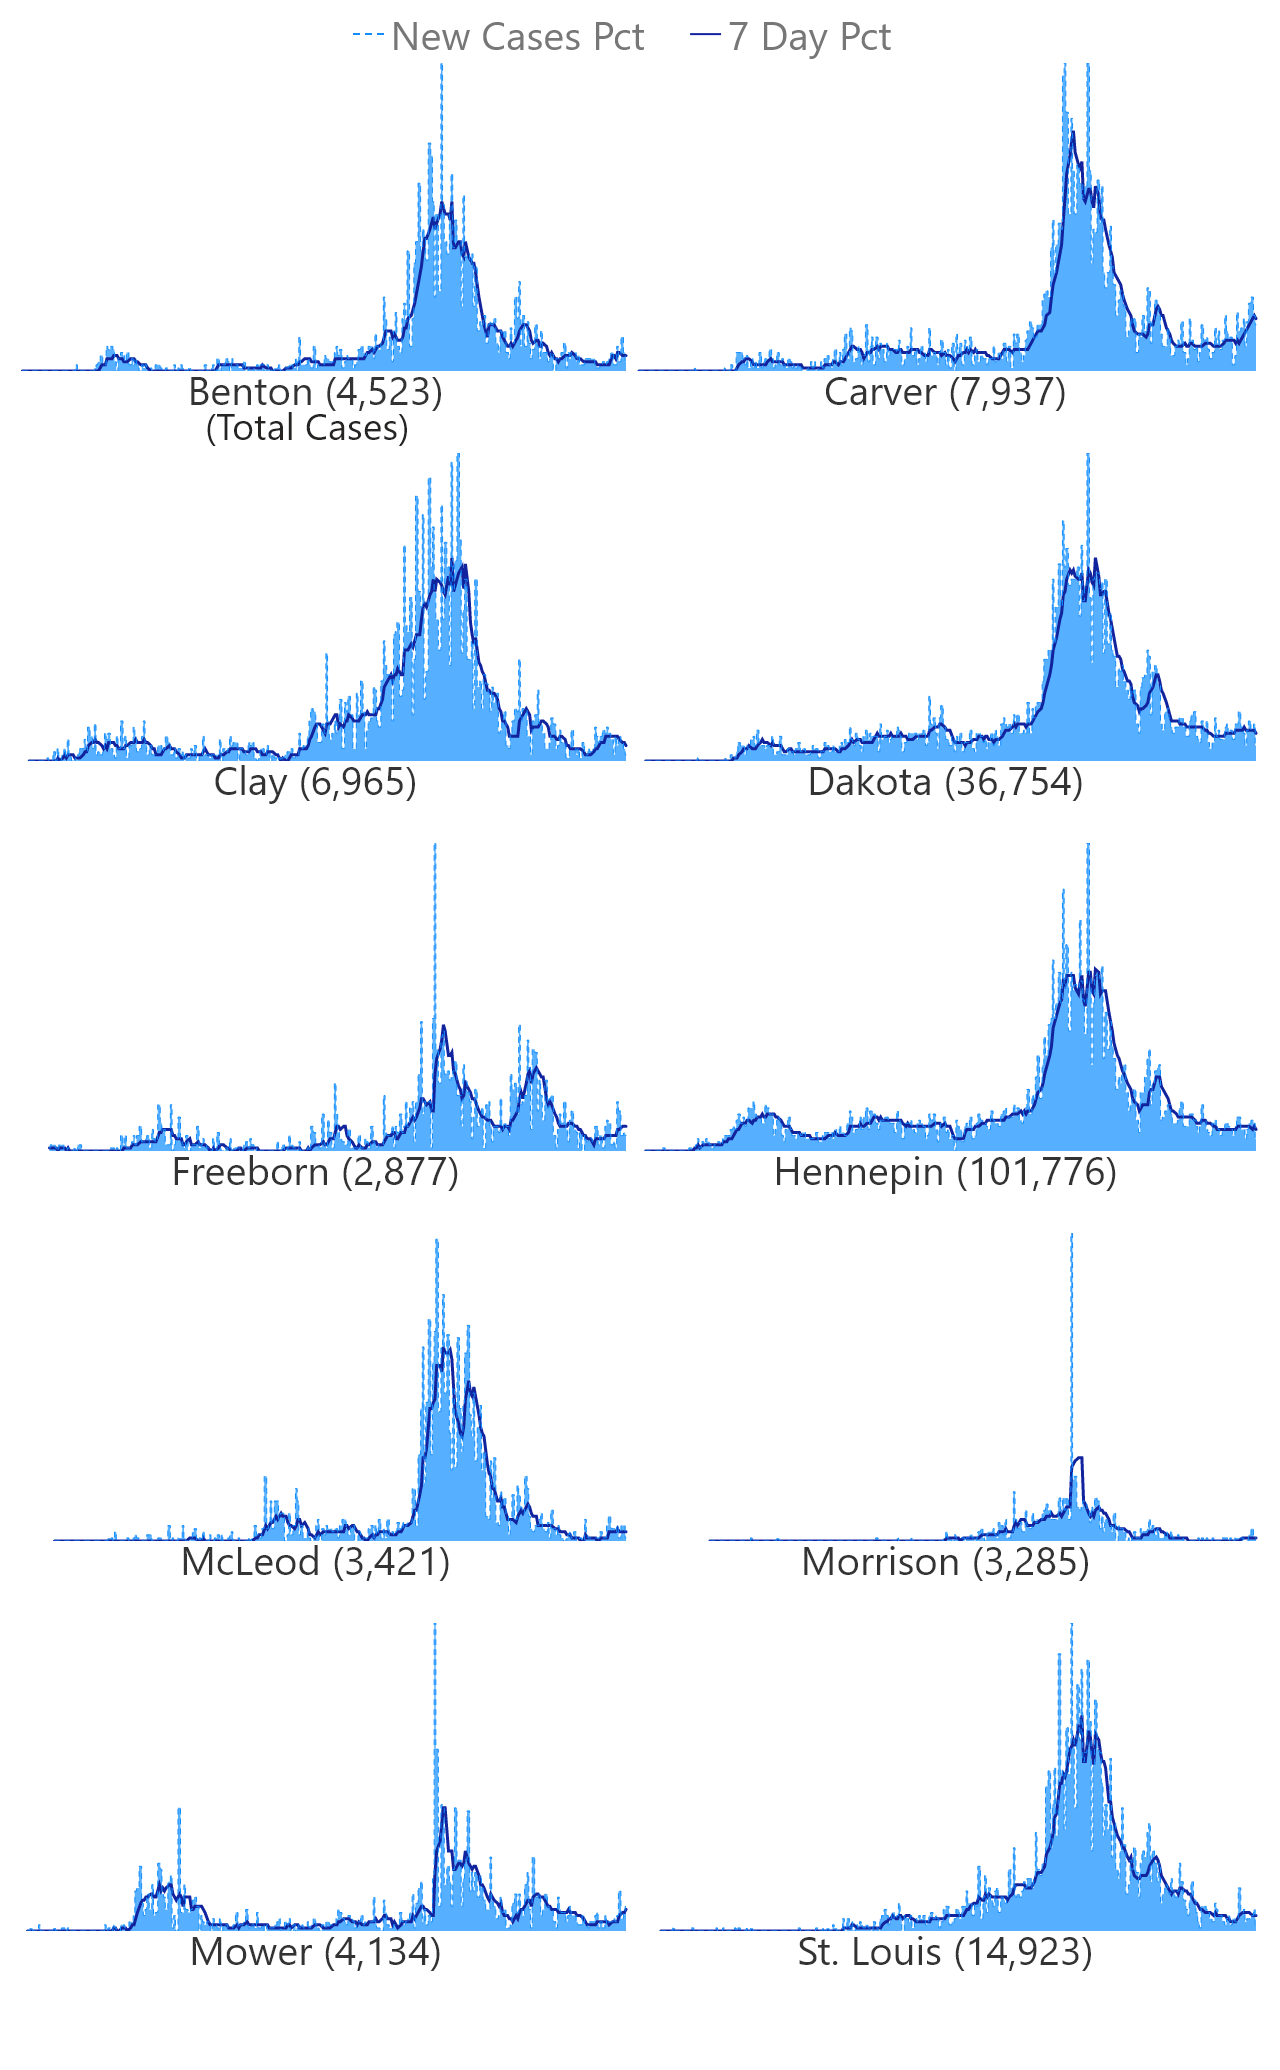 New Cases Pct 7 Day Pct
Benton (4,523) Carver (7,937)
(Total Cases)
Clay (6,965) Dakota (36,754)
Freeborn (2,877) Hennepin (101,776)
McLeod (3,421) Morrison (3,285)
Mower (4,134) St. Louis (14,923)